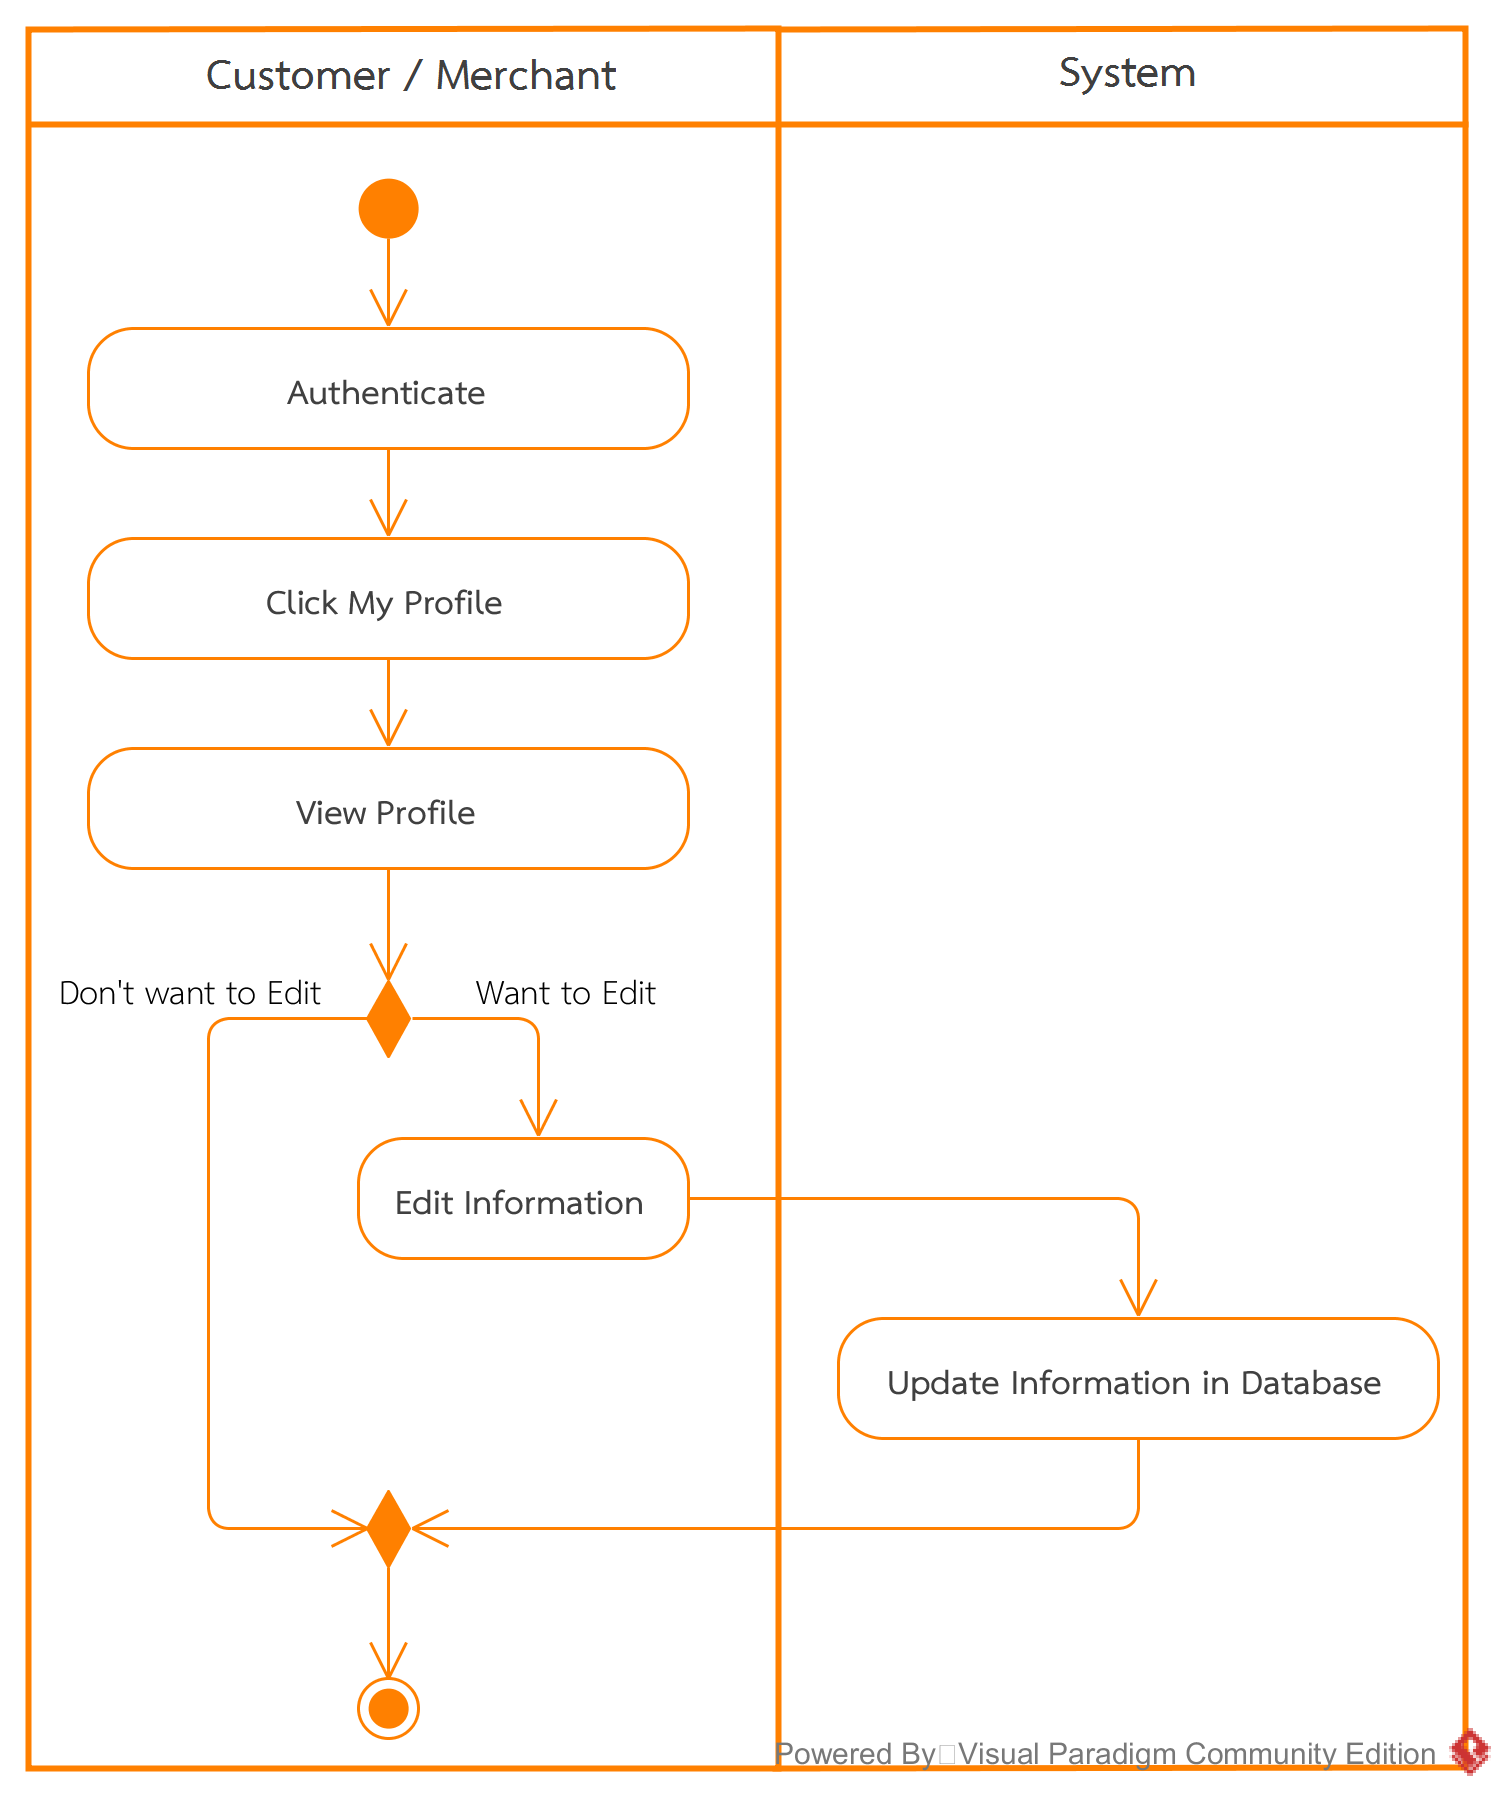 Customer / Merchant
System
Authenticate
Click My Profile
View Profile
Don't want to Edit
Want to Edit
Edit Information
Update Information in Database
Powered By Visual Paradigm Community Edition